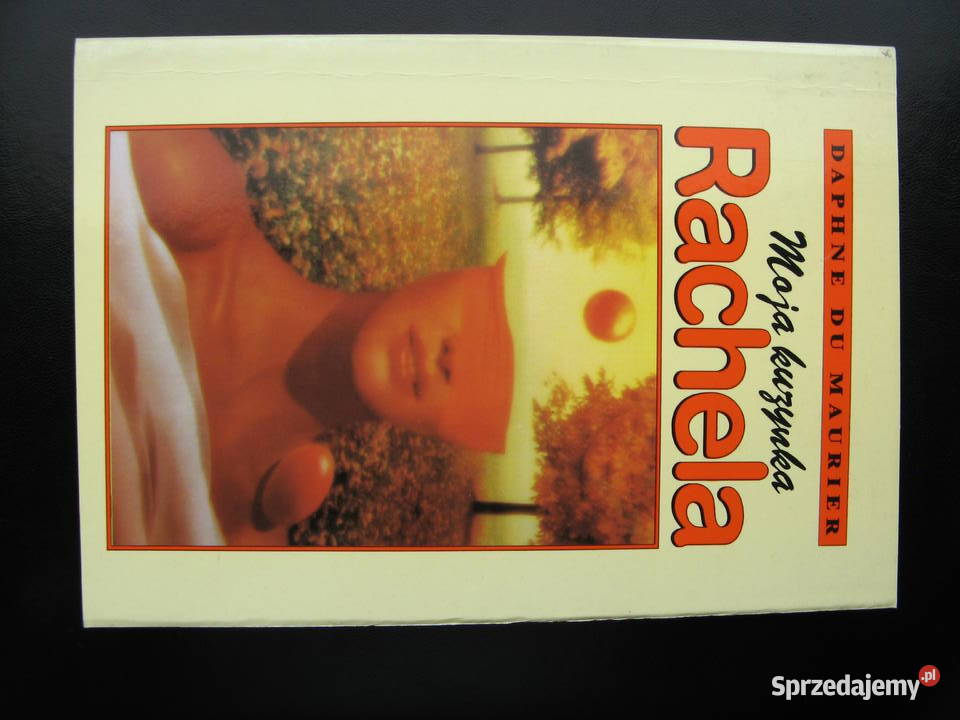 DAPHNE DU MAURIER
Moja kuzynka
Rachela
Sprzedajemy.pl